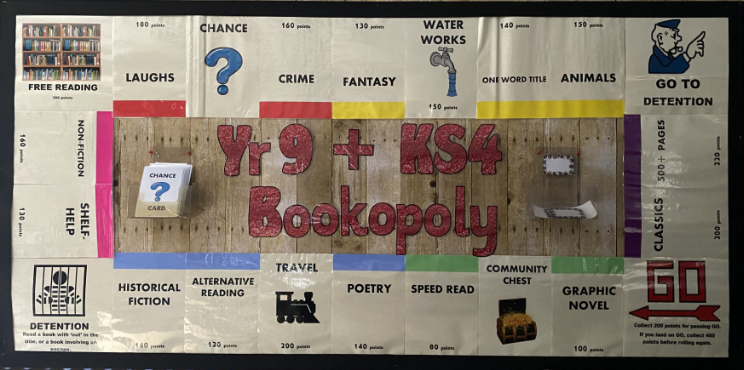 FREE READING
points
180 points
LAUGHS
CHANCE
?
160 points
CRIME
130 points
FANTASY
WATER
WORKS
150 points
140 points
ONE WORD TITLE
150 points
ANIMALS
GO TO
DETENTION
NON-FICTION
160 points
SELF-
HELP
130 points
CHANCE
?
CARD
Yr 9 + KS4
Bookopoly
500+ PAGES
220 points
CLASSICS
200 points
DETENTION
Read a book with 'out' in the
title, or a book involving an
escape.
HISTORICAL
FICTION
points
ALTERNATIVE
READING
120 points
TRAVEL
200 points
POETRY
140 points
SPEED READ
80 points
COMMUNITY
CHEST
GRAPHIC
NOVEL
100 points
GO
Collect 200 points for passing GO.
If you land on GO, collect 400
points before rolling again.